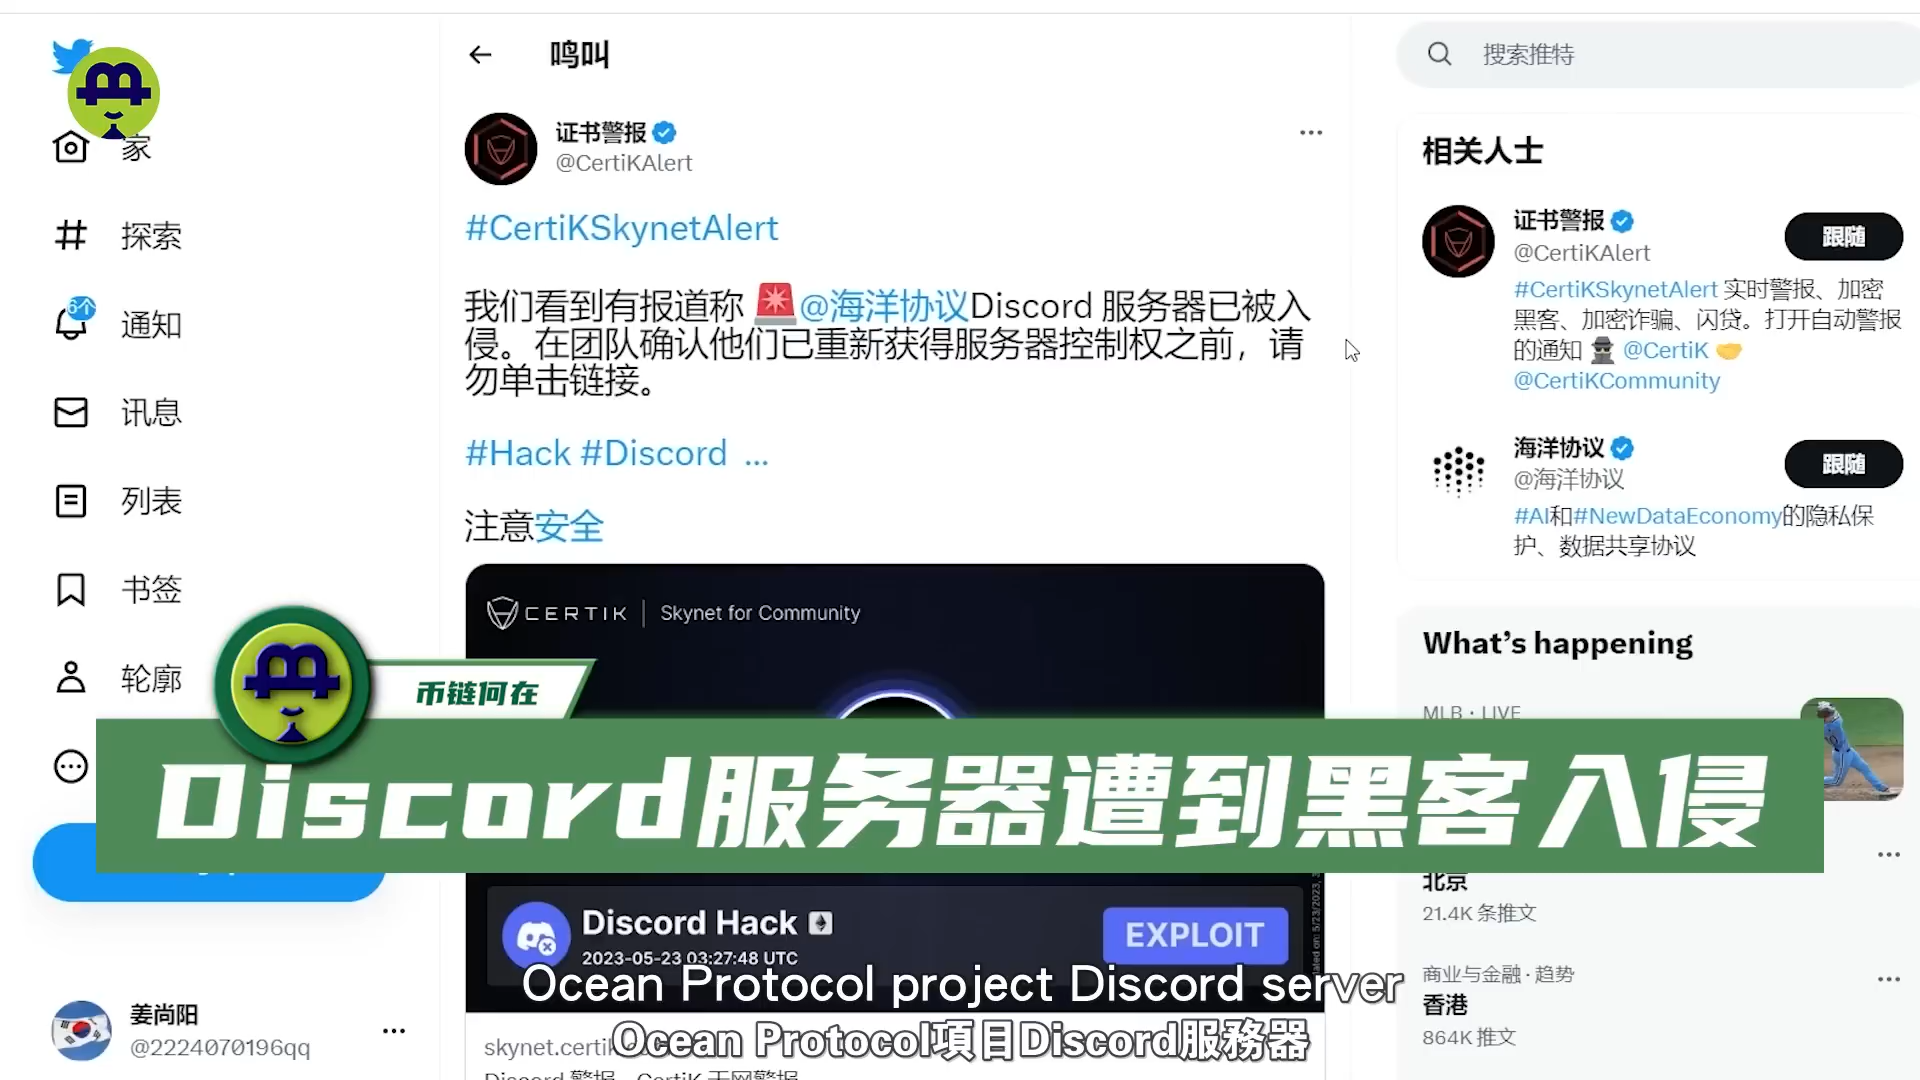 鸣叫
搜索推特
家
探索
6个
通知
讯息
列表
书签
轮廓
姜尚阳
@2224070196qq
证书警报
@CertiKAlert
#CertiKSkynetAlert
我们看到有报道称 🚨@海洋协议Discord 服务器已被入
侵。在团队确认他们已重新获得服务器控制权之前，请
勿单击链接。
#Hack #Discord ...
注意安全
CERTIK | Skynet for Community
币链何在
Discord服务器遭到黑客入侵
Discord Hack
2023-05-23 03:27:48 UTC
EXPLOIT
Ocean Protocol project Discord server
Ocean Protocol項目Discord服務器
skynet.certik
相关人士
证书警报
@CertiKAlert
跟随
#CertiKSkynetAlert 实时警报、加密
黑客、加密诈骗、闪贷。打开自动警报
的通知 @CertiK 🤝
@CertiKCommunity
海洋协议
@海洋协议
跟随
#AI和#NewDataEconomy的隐私保
护、数据共享协议
What's happening
MLB · LIVE
北京
21.4K 条推文
商业与金融 · 趋势
香港
864K 推文